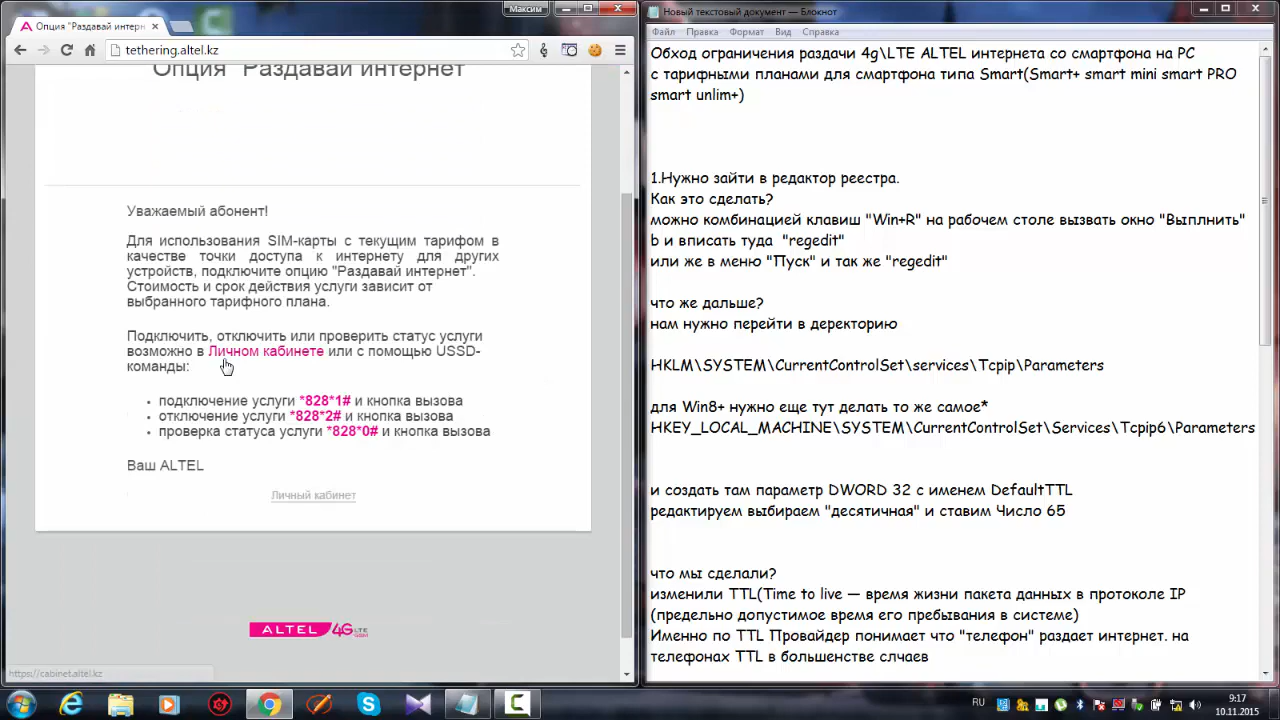 Максим
Опция "Раздавай интерн
tethering.altel.kz
Опция "Раздавай интернет"
Уважаемый абонент!
Для использования SIM-карты с текущим тарифом в
качестве точки доступа к интернету для других
устройств, подключите опцию "Раздавай интернет".
Стоимость и срок действия услуги зависит от
выбранного тарифного плана.
Подключить, отключить или проверить статус услуги
возможно в Личном кабинете или с помощью USSD-
команды:
подключение услуги *828*1# и кнопка вызова
отключение услуги *828*2# и кнопка вызова
проверка статуса услуги *828*0# и кнопка вызова
Ваш ALTEL
Личный кабинет
ALTEL 4G LTE
https://cabinet.altel.kz
Новый текстовый документ — Блокнот
Файл Правка Формат Вид Справка
Обход ограничения раздачи 4g\LTE ALTEL интернета со смартфона на PC
с тарифными планами для смартфона типа Smart(Smart+ smart mini smart PRO
smart unlim+)
1.Нужно зайти в редактор реестра.
Как это сделать?
можно комбинацией клавиш "Win+R" на рабочем столе вызвать окно "Выплнить"
b и вписать туда "regedit"
или же в меню "Пуск" и так же "regedit"
что же дальше?
нам нужно перейти в деректорию
HKLM\SYSTEM\CurrentControlSet\services\Tcpip\Parameters
для Win8+ нужно еще тут делать то же самое*
HKEY_LOCAL_MACHINE\SYSTEM\CurrentControlSet\Services\Tcpip6\Parameters
и создать там параметр DWORD 32 с именем DefaultTTL
редактируем выбираем "десятичная" и ставим Число 65
что мы сделали?
изменили TTL(Time to live — время жизни пакета данных в протоколе IP
(предельно допустимое время его пребывания в системе)
Именно по TTL Провайдер понимает что "телефон" раздает интернет. на
телефонах TTL в большенстве слчаев
RU
9:17
10.11.2015